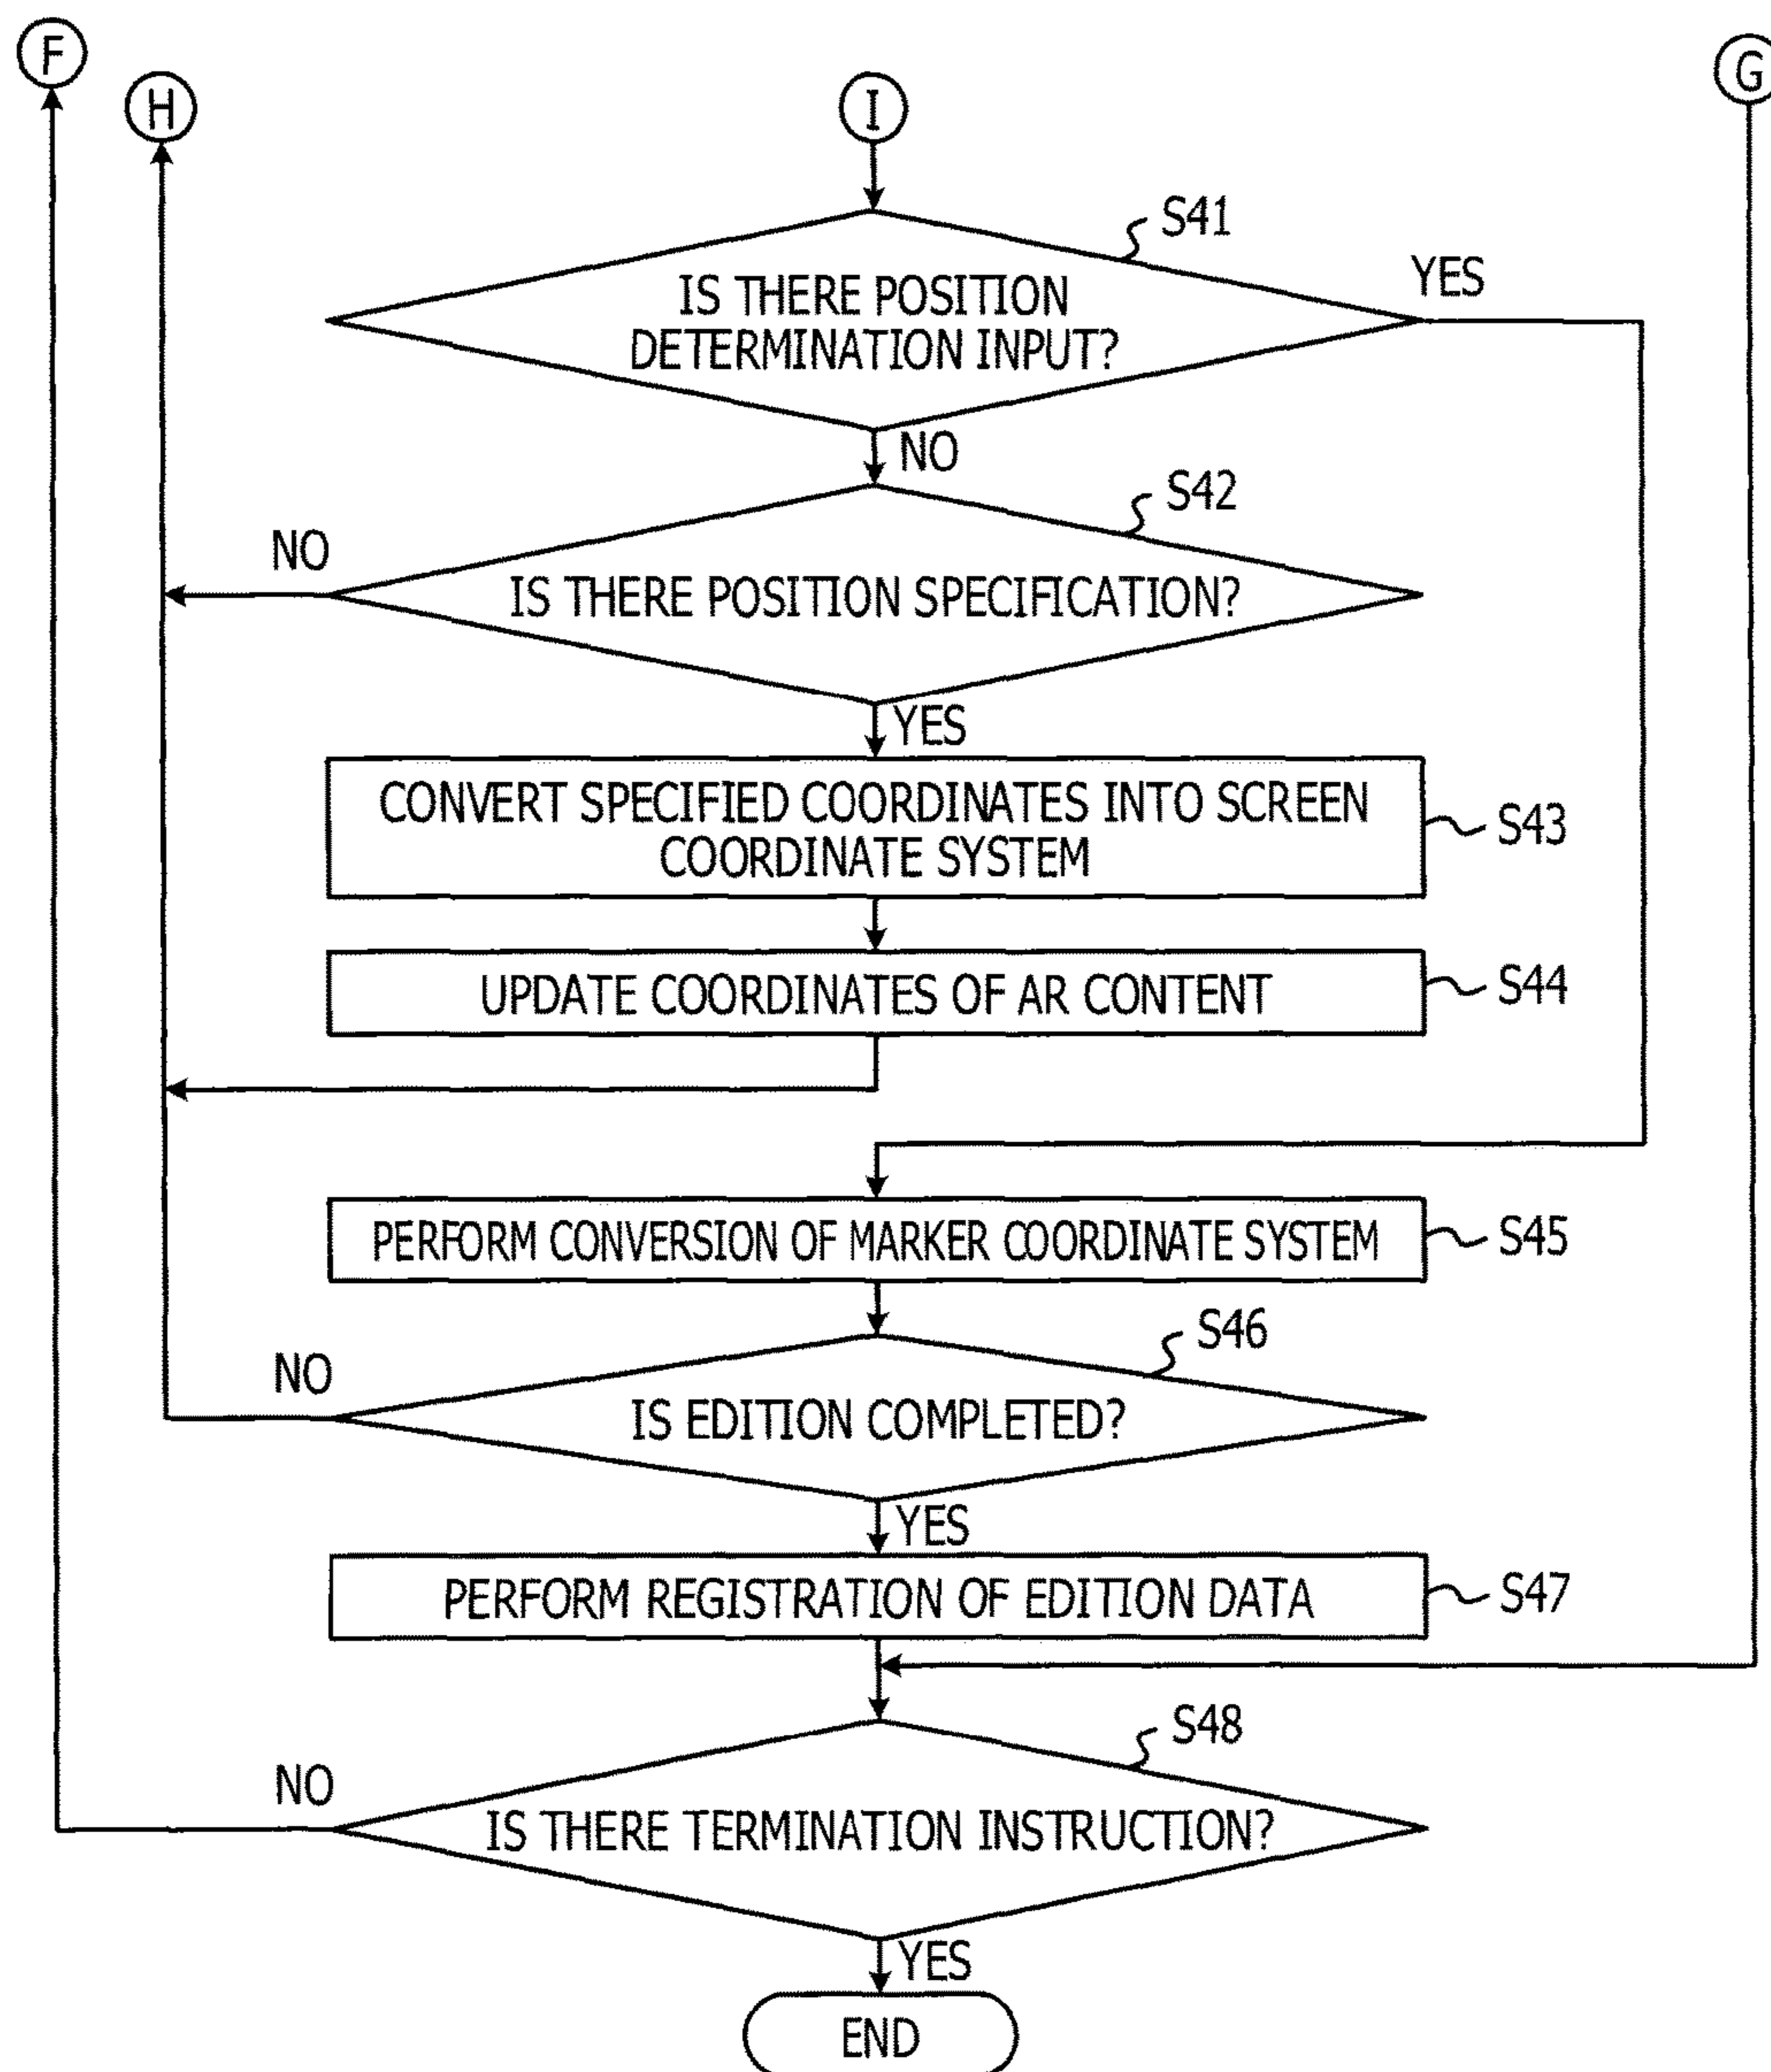 F
H
I
G
S41
IS THERE POSITION
DETERMINATION INPUT?
YES
NO
S42
NO
IS THERE POSITION SPECIFICATION?
YES
CONVERT SPECIFIED COORDINATES INTO SCREEN
COORDINATE SYSTEM
S43
UPDATE COORDINATES OF AR CONTENT
S44
PERFORM CONVERSION OF MARKER COORDINATE SYSTEM
S45
S46
NO
IS EDITION COMPLETED?
YES
PERFORM REGISTRATION OF EDITION DATA
S47
S48
NO
IS THERE TERMINATION INSTRUCTION?
YES
END